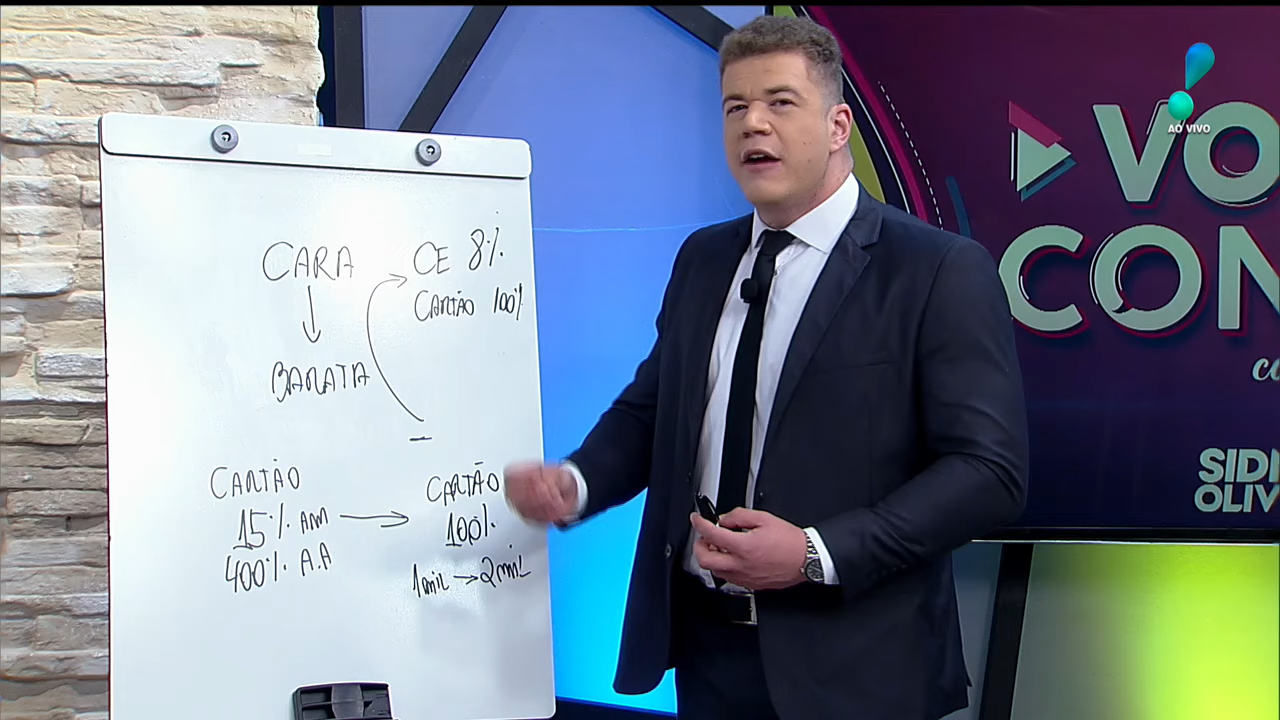 CARA
BARATA
CE 8%
CARTÃO 100%
CARTÃO
15% AM
400% A.A
CARTÃO
100%
1mil → 2mil
AO VIVO
VO
CON
SIDN
OLIV